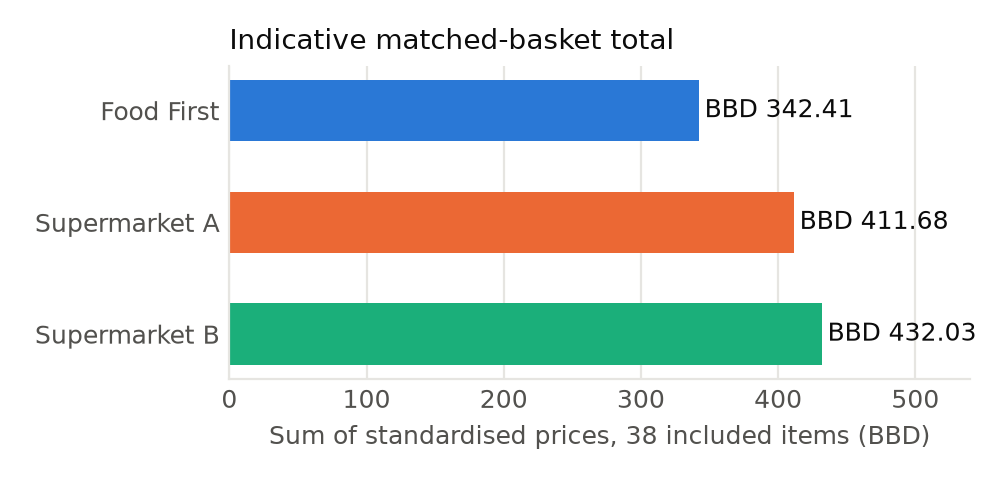 Indicative matched-basket total
Food First
BBD 342.41
Supermarket A
BBD 411.68
Supermarket B
BBD 432.03
0 100 200 300 400 500
Sum of standardised prices, 38 included items (BBD)